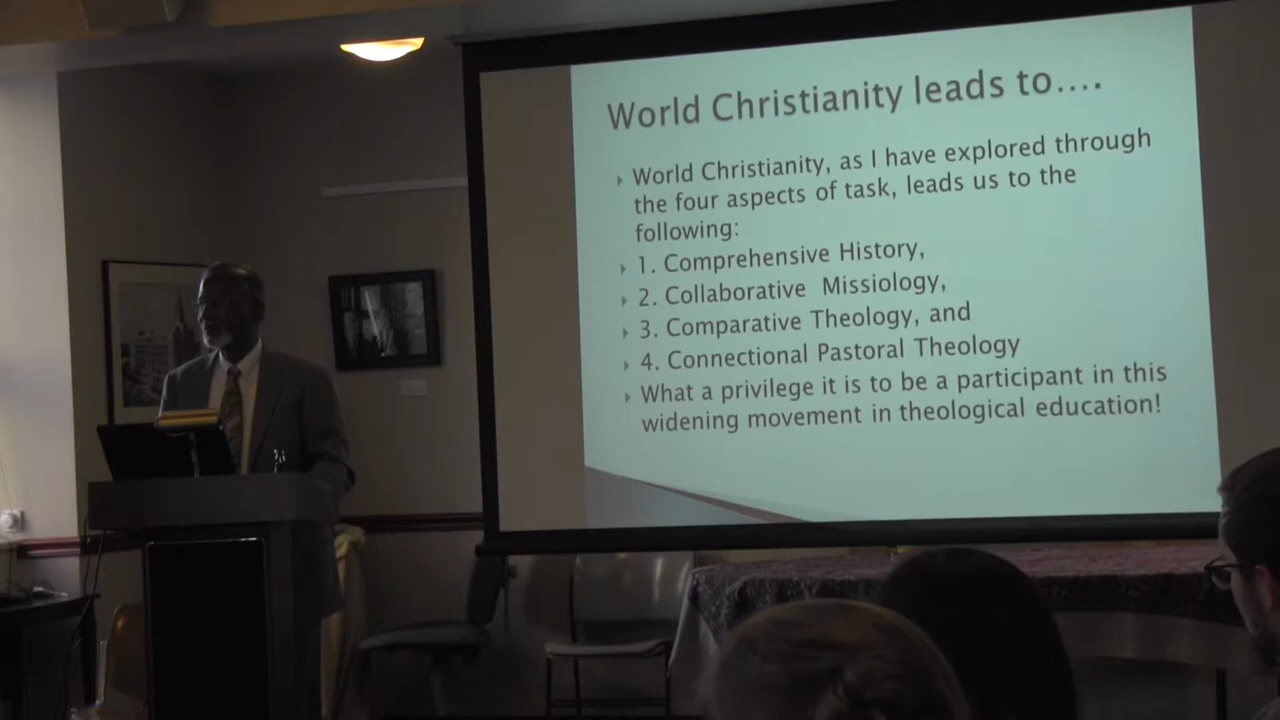 World Christianity leads to....
World Christianity, as I have explored through
the four aspects of task, leads us to the
following:
1. Comprehensive History,
2. Collaborative Missiology,
3. Comparative Theology, and
4. Connectional Pastoral Theology
What a privilege it is to be a participant in this
widening movement in theological education!